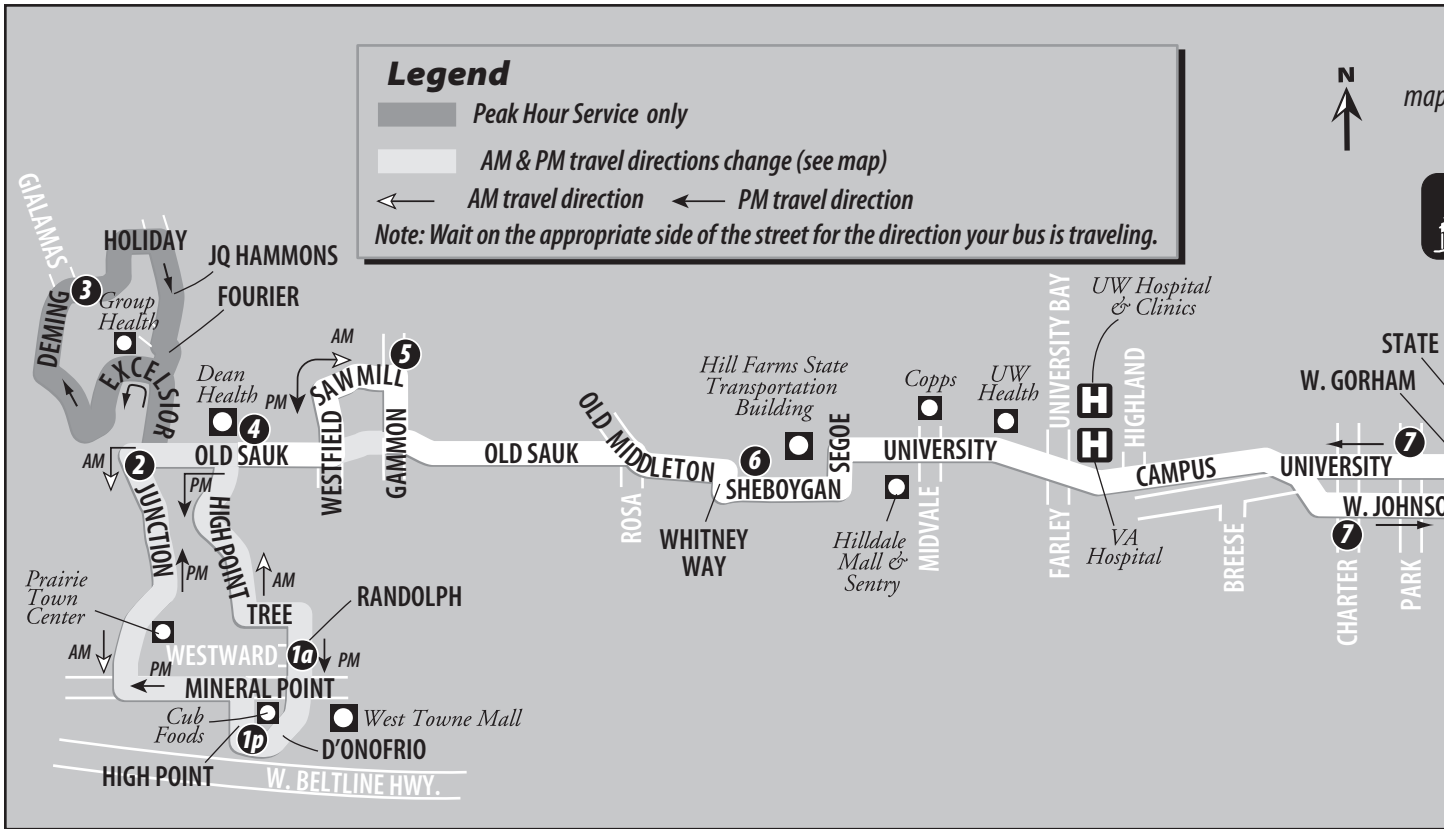 Legend
Peak Hour Service only
AM & PM travel directions change (see map)
AM travel direction
PM travel direction
Note: Wait on the appropriate side of the street for the direction your bus is traveling.
N
map
GIALAMAS
HOLIDAY
JQ HAMMONS
FOURIER
3
Group
Health
DEMING
EXCELSIOR
Dean
Health
4
AM
PM
SAWMILL
5
OLD SAUK
WESTFIELD
GAMMON
OLD SAUK
OLD MIDDLETON
ROSA
WHITNEY
WAY
6
SHEBOYGAN
Hill Farms State
Transportation
Building
SEGOE
UNIVERSITY
Copps
UW
Health
Hilldale
Mall &
Sentry
MIDVALE
FARLEY
UNIVERSITY BAY
UW Hospital
& Clinics
H
H
HIGHLAND
VA
Hospital
CAMPUS
BREESE
STATE
W. GORHAM
7
UNIVERSITY
W. JOHNSO
7
CHARTER
PARK
AM
2
JUNCTION
PM
HIGH POINT
PM
AM
TREE
RANDOLPH
Prairie
Town
Center
WESTWARD
1a
PM
AM
PM
MINERAL POINT
Cub
Foods
West Towne Mall
1p
D'ONOFRIO
HIGH POINT
W. BELTLINE HWY.